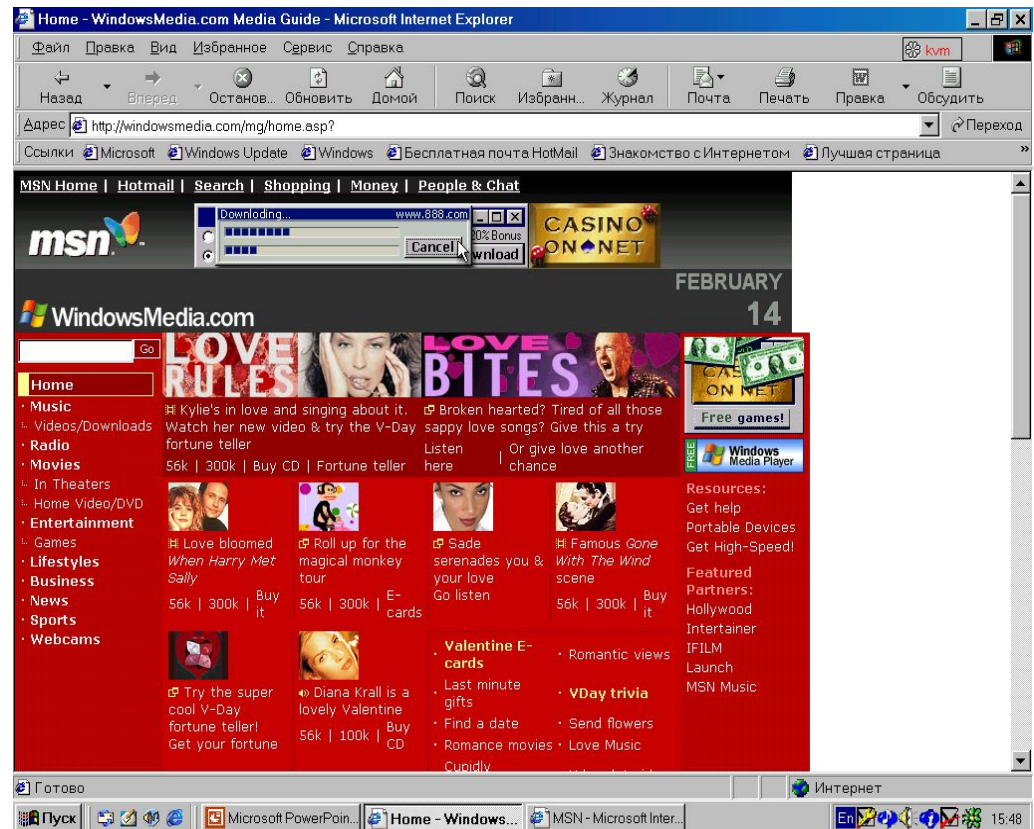 Home - WindowsMedia.com Media Guide - Microsoft Internet Explorer
Файл Правка Вид Избранное Сервис Справка
kvm
Назад Вперед Останов... Обновить Домой Поиск Избранн... Журнал Почта Печать Правка Обсудить
Адрес http://windowsmedia.com/mg/home.asp? Переход
Ссылки Microsoft Windows Update Windows Бесплатная почта HotMail Знакомство с Интернетом Лучшая страница »
MSN Home | Hotmail | Search | Shopping | Money | People & Chat
msn
Downloding... www.888.com
20% Bonus
Cancel
wnload
CASINO
ON NET
FEBRUARY
14
WindowsMedia.com
Go
Home
· Music
Videos/Downloads
· Radio
· Movies
In Theaters
Home Video/DVD
· Entertainment
Games
· Lifestyles
· Business
· News
· Sports
· Webcams
LOVE
RULES
Kylie's in love and singing about it.
Watch her new video & try the V-Day
fortune teller
56k | 300k | Buy CD | Fortune teller
LOVE
BITES
Broken hearted? Tired of all those
sappy love songs? Give this a try
Listen
here
|
Or give love another
chance
Love bloomed
When Harry Met
Sally
56k | 300k | Buy
it
Roll up for the
magical monkey
tour
56k | 300k | E-
cards
Sade
serenades you &
your love
Go listen
Famous Gone
With The Wind
scene
56k | 300k | Buy
it
Try the super
cool V-Day
fortune teller!
Get your fortune
Diana Krall is a
lovely Valentine
56k | 100k | Buy
CD
· Valentine E-
cards
· Last minute
gifts
· Find a date
· Romance movies
Cupidly
· Romantic views
· VDay trivia
· Send flowers
· Love Music
ON NET
Free games!
FREE
Windows
Media Player
Resources:
Get help
Portable Devices
Get High-Speed!
Featured
Partners:
Hollywood
Intertainer
IFILM
Launch
MSN Music
Готово Интернет
Пуск Microsoft PowerPoin... Home - Windows... MSN - Microsoft Inter... En 15:48